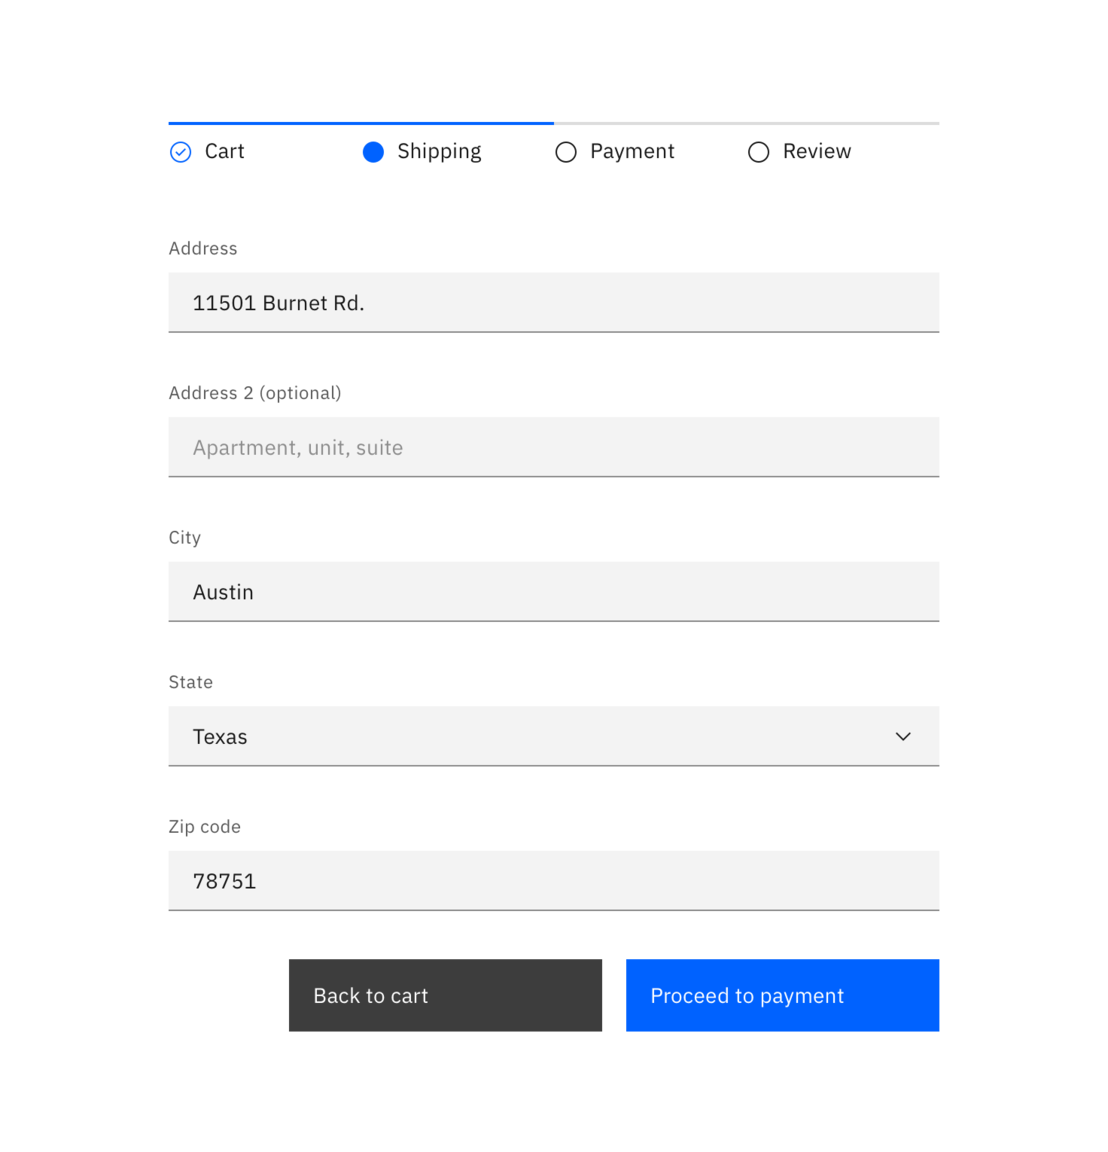 Cart Shipping Payment Review
Address
11501 Burnet Rd.
Address 2 (optional)
Apartment, unit, suite
City
Austin
State
Texas
Zip code
78751
Back to cart Proceed to payment